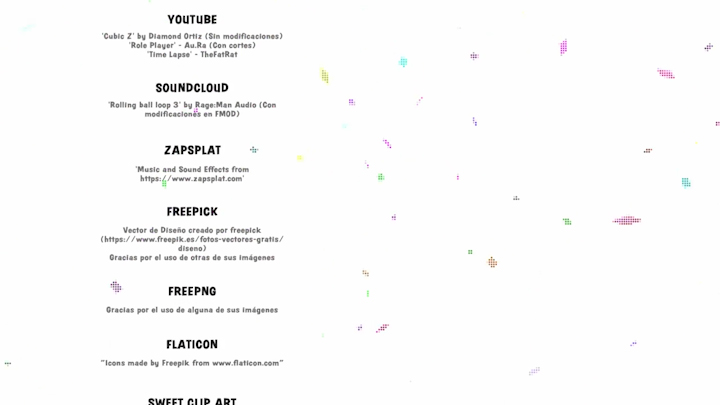 YOUTUBE
'Cubic Z' by Diamond Ortiz (Sin modificaciones)
'Role Player' - Au.Ra (Con cortes)
'Time Lapse' - TheFatRat
SOUNDCLOUD
'Rolling ball loop 3' by Rage:Man Audio (Con
modificaciones en FMOD)
ZAPSPLAT
'Music and Sound Effects from
https://www.zapsplat.com'
FREEPICK
Vector de Diseño creado por freepick
(https://www.freepik.es/fotos-vectores-gratis/
diseno)
Gracias por el uso de otras de sus imágenes
FREEPNG
Gracias por el uso de alguna de sus imágenes
FLATICON
"Icons made by Freepik from www.flaticon.com"
SWEET CLIP ART